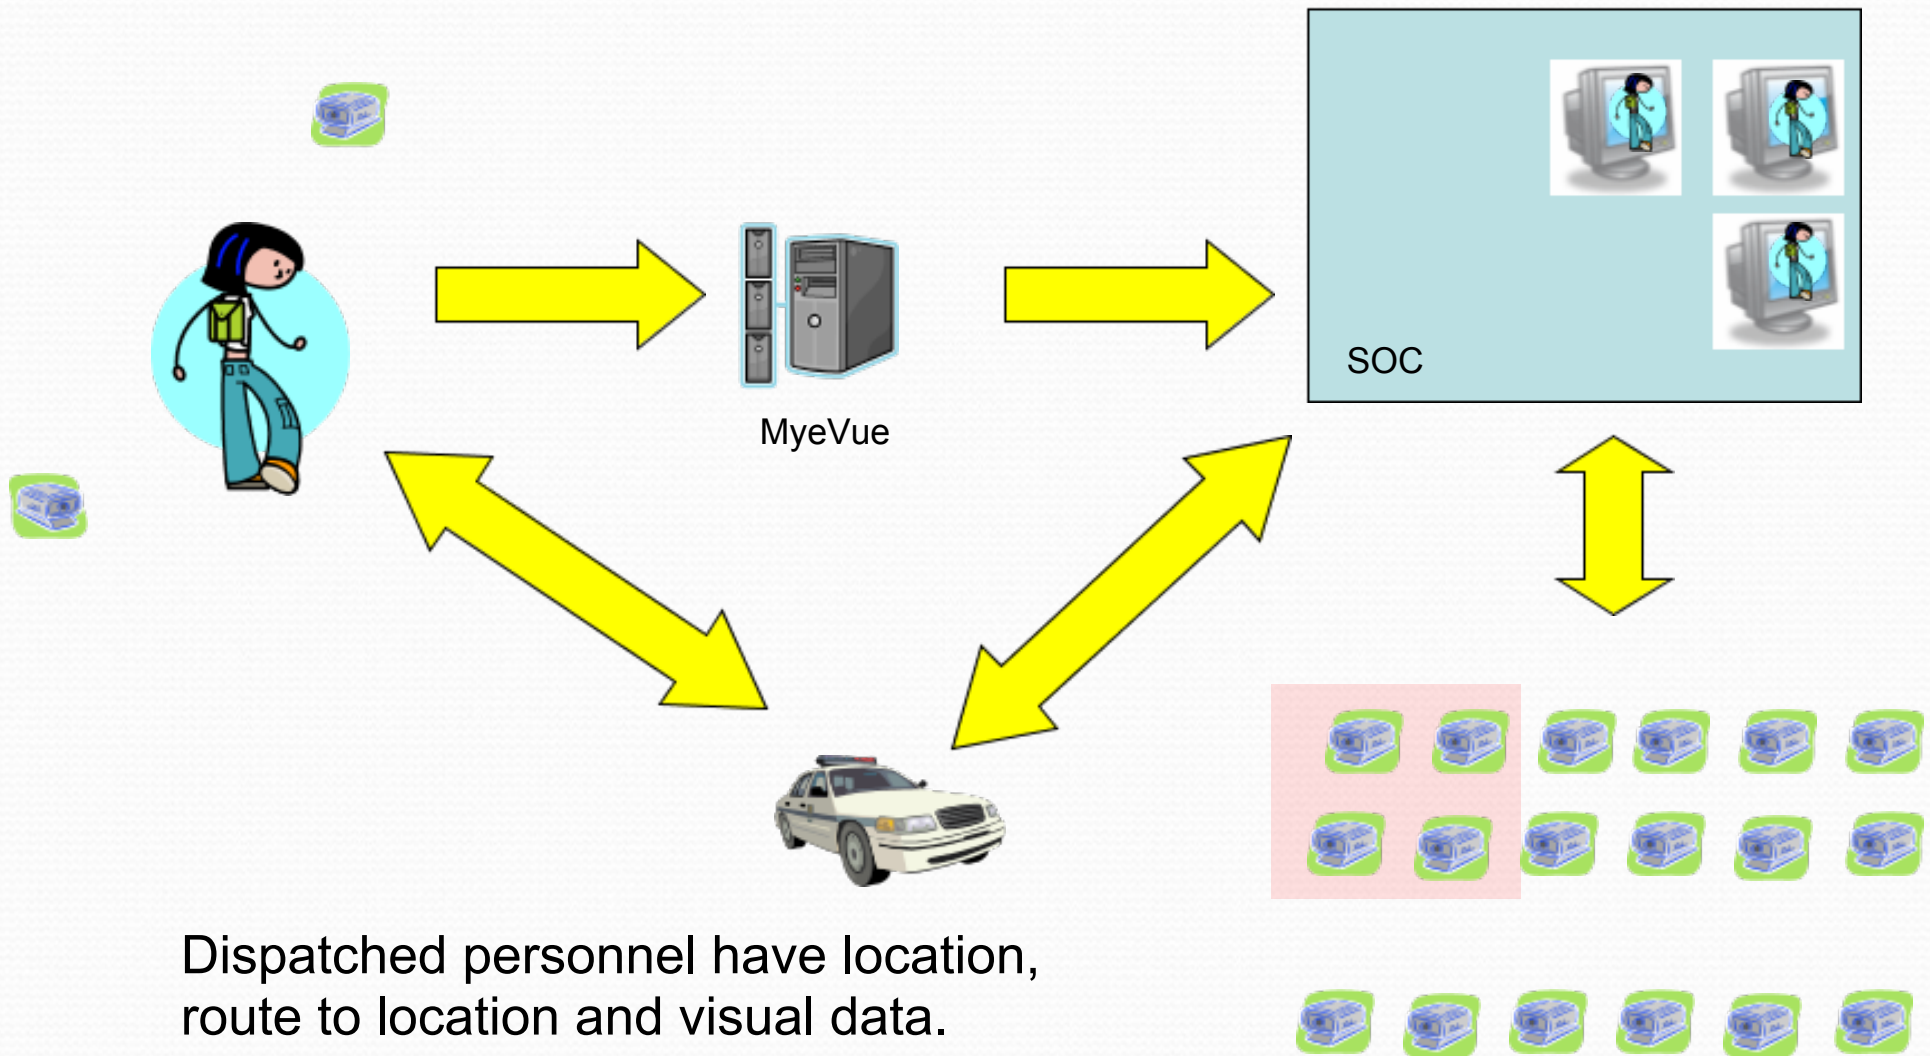 SOC
MyeVue
Dispatched personnel have location,
route to location and visual data.